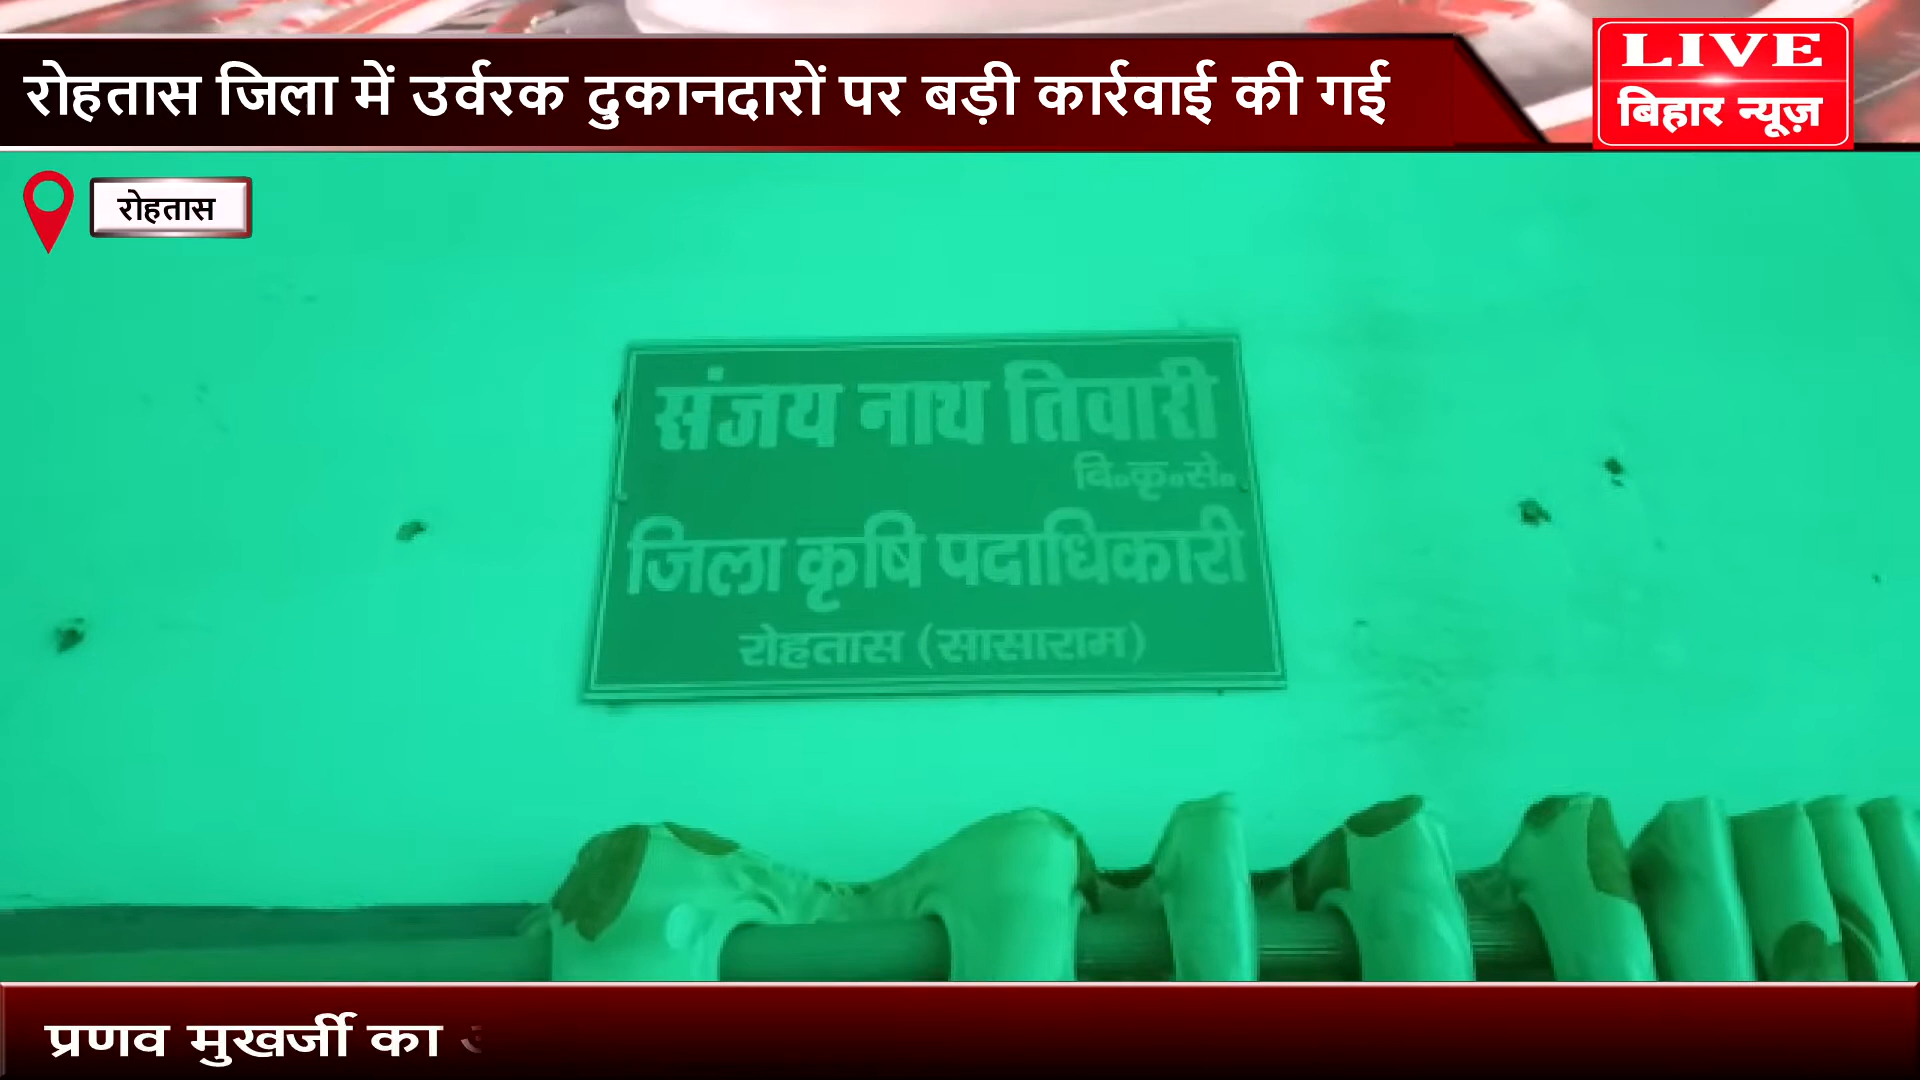 रोहतास जिला में उर्वरक दुकानदारों पर बड़ी कार्रवाई की गई
LIVE
बिहार न्यूज़
रोहतास
संजय नाथ तिवारी
वि॰कृ॰से॰
जिला कृषि पदाधिकारी
रोहतास (सासाराम)
प्रणव मुखर्जी का